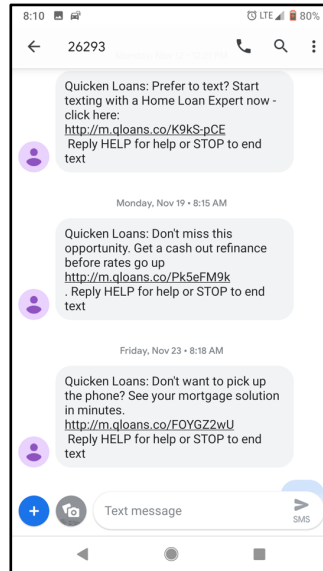 8:10 LTE 80%
26293
Quicken Loans: Prefer to text? Start
texting with a Home Loan Expert now -
click here:
http://m.qloans.co/K9kS-pCE
Reply HELP for help or STOP to end
text
Monday, Nov 19 • 8:15 AM
Quicken Loans: Don't miss this
opportunity. Get a cash out refinance
before rates go up
http://m.qloans.co/Pk5eFM9k
. Reply HELP for help or STOP to end
text
Friday, Nov 23 • 8:18 AM
Quicken Loans: Don't want to pick up
the phone? See your mortgage solution
in minutes.
http://m.qloans.co/FOYGZ2wU
Reply HELP for help or STOP to end
text
Text message
SMS